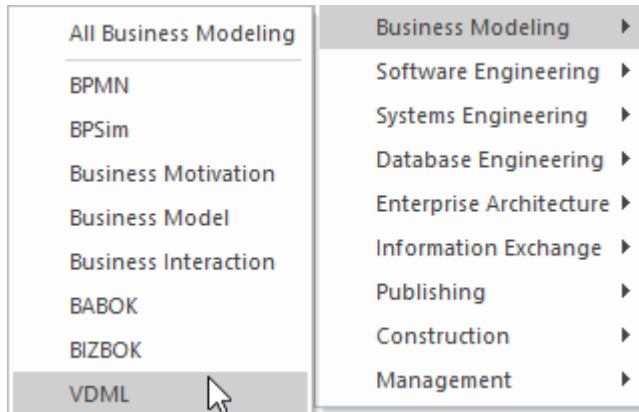 All Business Modeling
BPMN
BPSim
Business Motivation
Business Model
Business Interaction
BABOK
BIZBOK
VDML
Business Modeling
Software Engineering
Systems Engineering
Database Engineering
Enterprise Architecture
Information Exchange
Publishing
Construction
Management